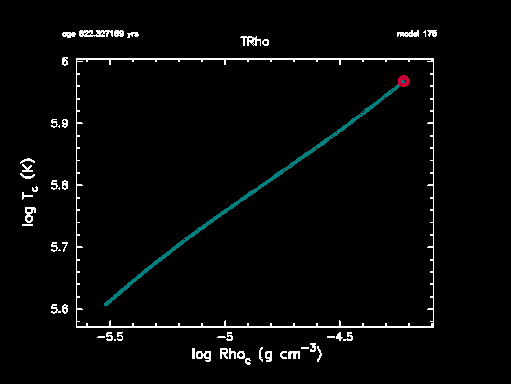 age 622.327169 yrs
model 175
TRho
6
5.9
5.8
5.7
5.6
log T_c (K)
-5.5 -5 -4.5
log Rho_c (g cm^-3)